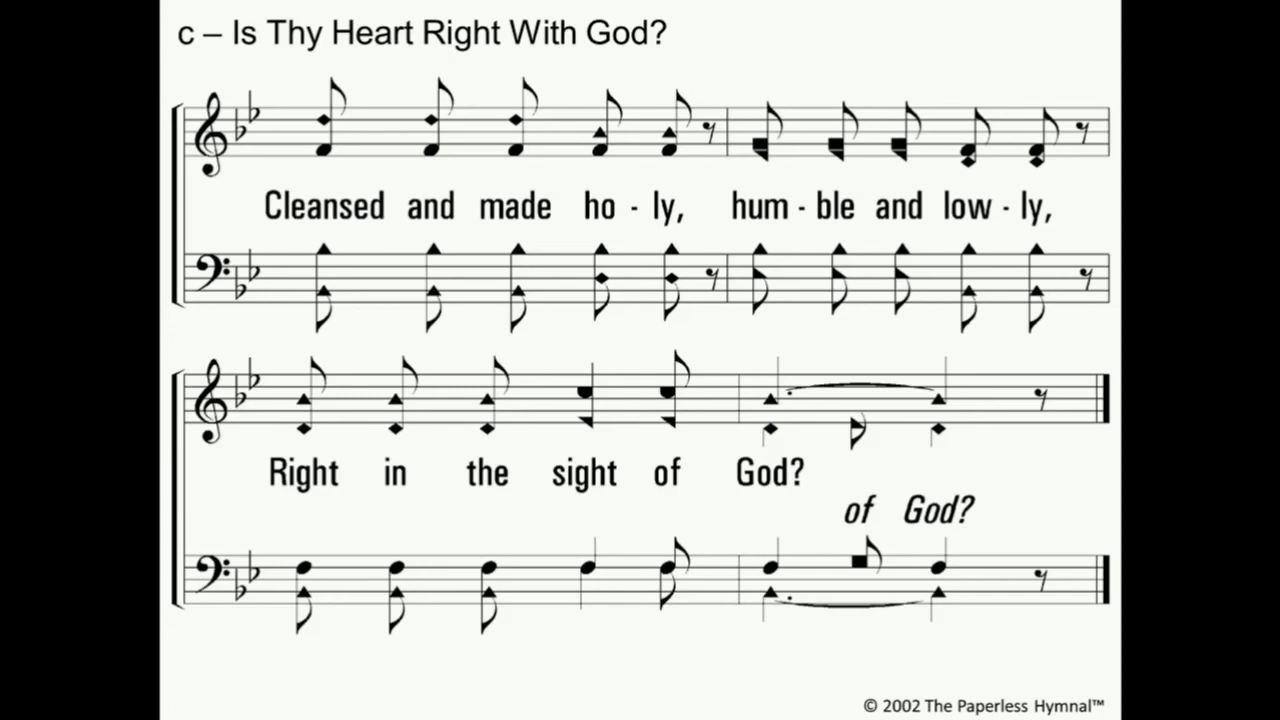 c – Is Thy Heart Right With God?
Cleansed and made ho - ly, hum - ble and low - ly,
Right in the sight of God?
of God?
© 2002 The Paperless Hymnal™